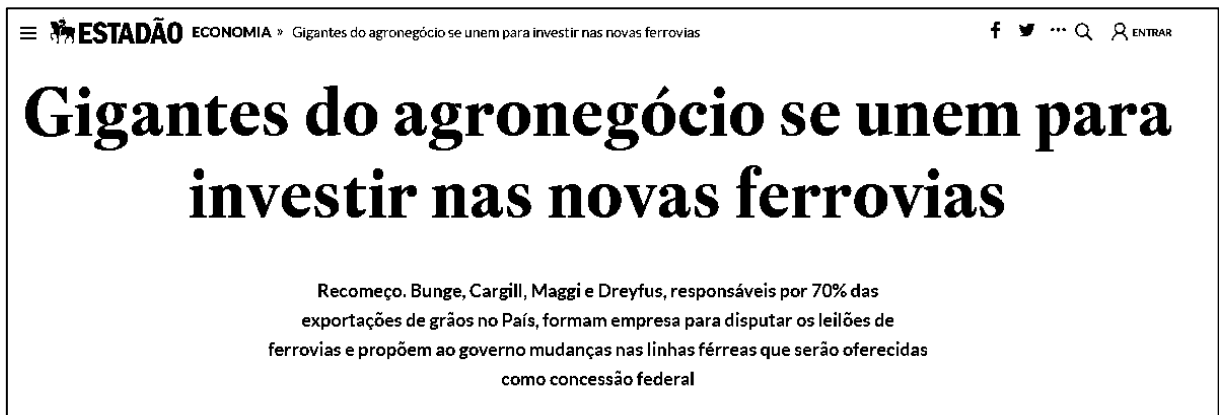 ESTADÃO ECONOMIA » Gigantes do agronegócio se unem para investir nas novas ferrovias f ··· ENTRAR
Gigantes do agronegócio se unem para
investir nas novas ferrovias
Recomeço. Bunge, Cargill, Maggi e Dreyfus, responsáveis por 70% das
exportações de grãos no País, formam empresa para disputar os leilões de
ferrovias e propõem ao governo mudanças nas linhas férreas que serão oferecidas
como concessão federal